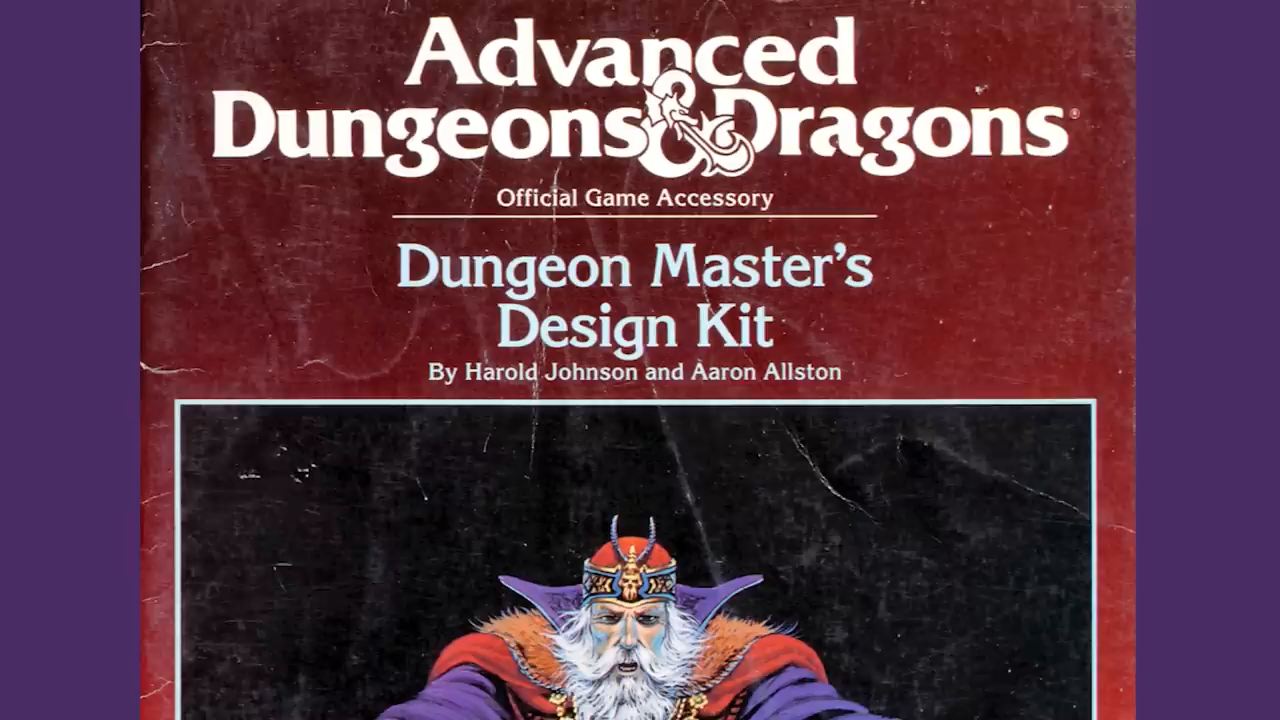 Advanced
Dungeons & Dragons®
Official Game Accessory
Dungeon Master's
Design Kit
By Harold Johnson and Aaron Allston